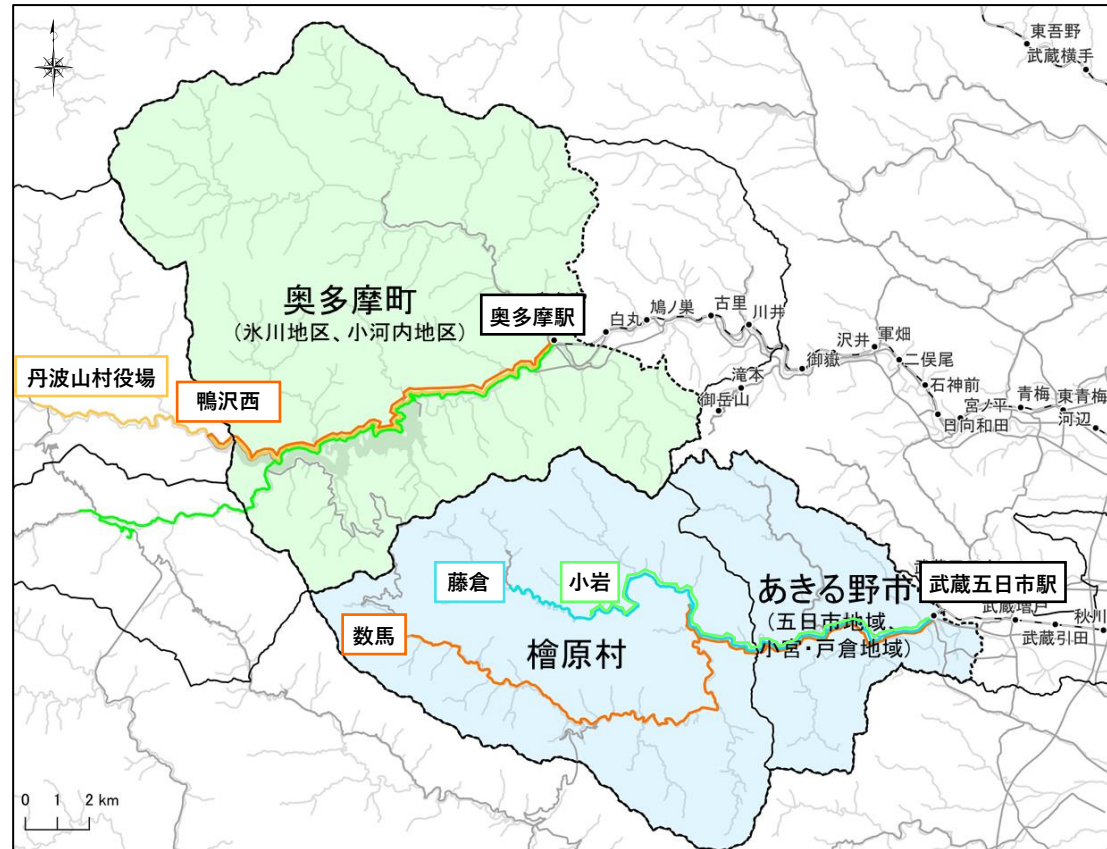 東吾野
武蔵横手
奥多摩町
(氷川地区、小河内地区)
奥多摩駅
白丸
鳩ノ巣
古里
川井
沢井
軍畑
御嶽
二俣尾
滝本
御岳山
石神前
宮ノ平
青梅
東青梅
日向和田
河辺
丹波山村役場
鴨沢西
藤倉
小岩
数馬
檜原村
あきる野市
(五日市地域、
小宮・戸倉地域)
武蔵五日市駅
武蔵増戸
秋川
武蔵引田
0 1 2 km